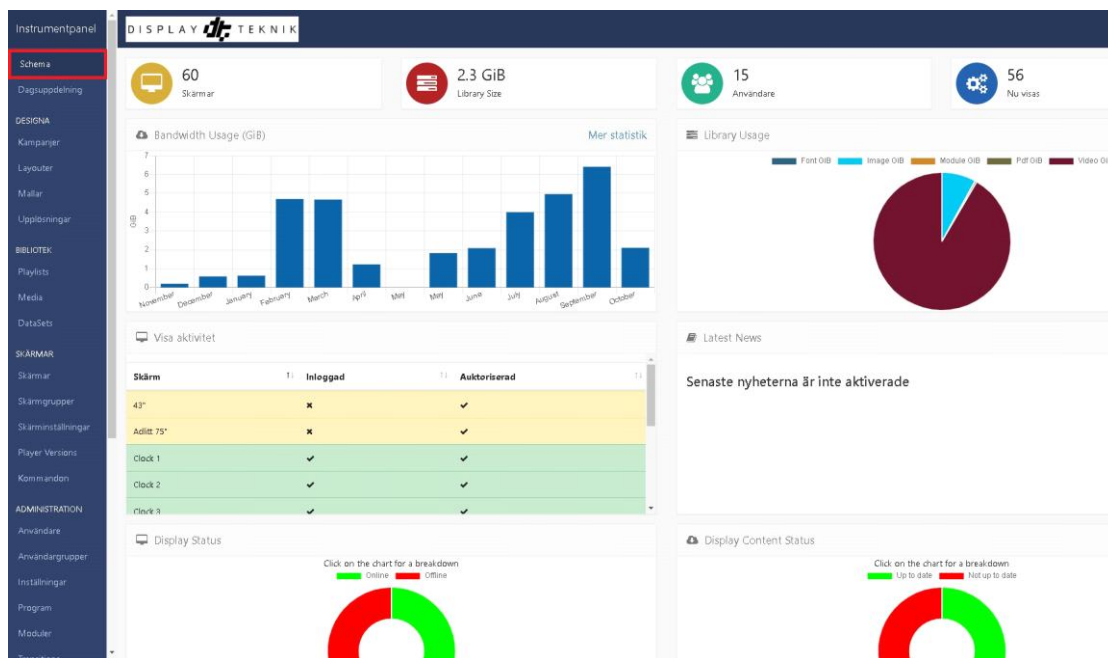 Instrumentpanel
Schema
Dagsuppdelning
DESIGNA
Kampanjer
Layouter
Mallar
Upplösningar
BIBLIOTEK
Playlists
Media
DataSets
SKÄRMAR
Skärmar
Skärmgrupper
Skärminställningar
Player Versions
Kommandon
ADMINISTRATION
Användare
Användargrupper
Inställningar
Program
Moduler
DISPLAY dt TEKNIK
60
Skärmar
2.3 GiB
Library Size
15
Användare
56
Nu visas
Bandwidth Usage (GiB)
Mer statistik
GiB
7
6
5
4
3
2
1
0
November December January February March April May May June July August September October
Library Usage
Font GiB Image GiB Module GiB Pdf GiB Video
Visa aktivitet
Skärm Inloggad Auktoriserad
43"
Adlitt 75"
Clock 1
Clock 2
Clock 3
Latest News
Senaste nyheterna är inte aktiverade
Display Status
Click on the chart for a breakdown
Online Offline
Display Content Status
Click on the chart for a breakdown
Up to date Not up to date